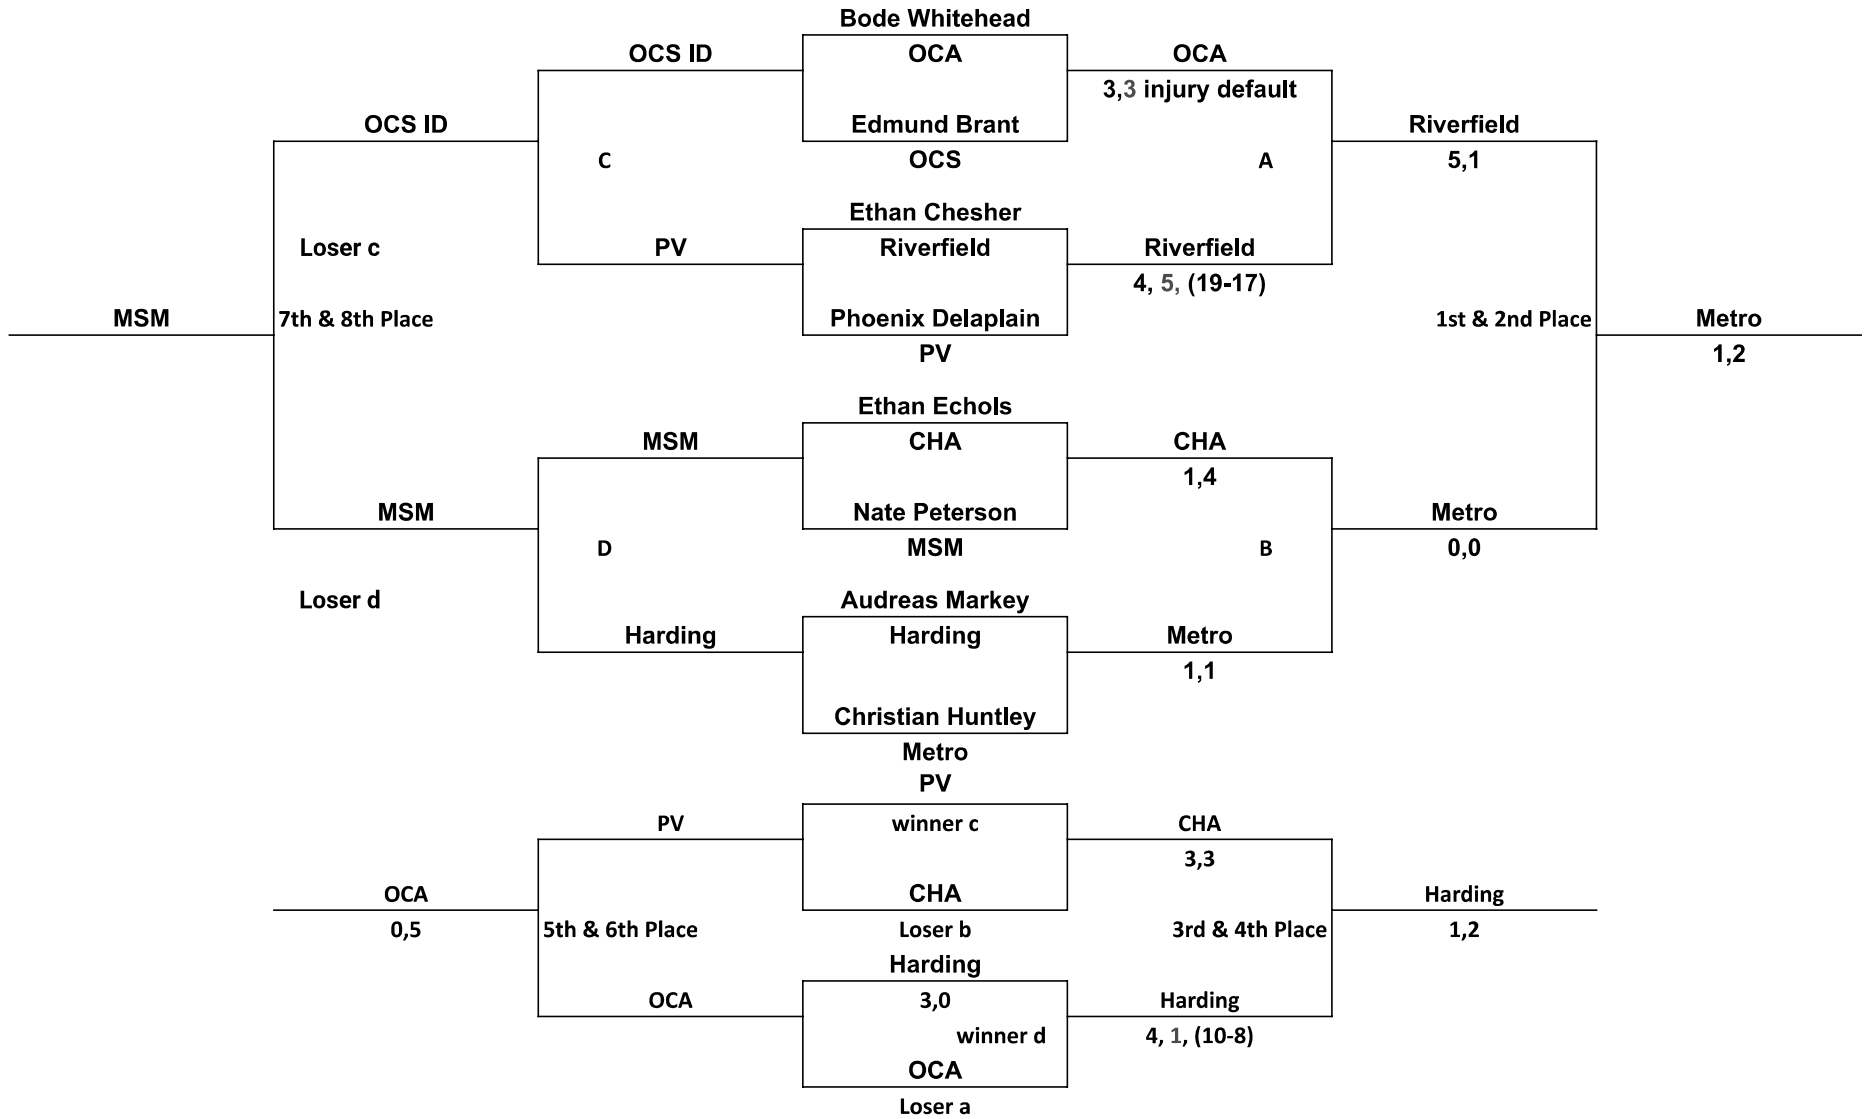 Bode Whitehead
OCS ID OCA OCA
3,3 injury default
OCS ID Edmund Brant Riverfield
C OCS A 5,1
Ethan Chesher
Loser c PV Riverfield Riverfield
4, 5, (19-17)
MSM 7th & 8th Place Phoenix Delaplain 1st & 2nd Place Metro
PV 1,2
Ethan Echols
MSM CHA CHA
1,4
MSM Nate Peterson Metro
D MSM B 0,0
Loser d Audreas Markey
Harding Harding Metro
1,1
Christian Huntley
Metro
PV
PV winner c CHA
3,3
OCA CHA Harding
0,5 5th & 6th Place Loser b 3rd & 4th Place 1,2
Harding
OCA 3,0 Harding
winner d 4, 1, (10-8)
OCA
Loser a